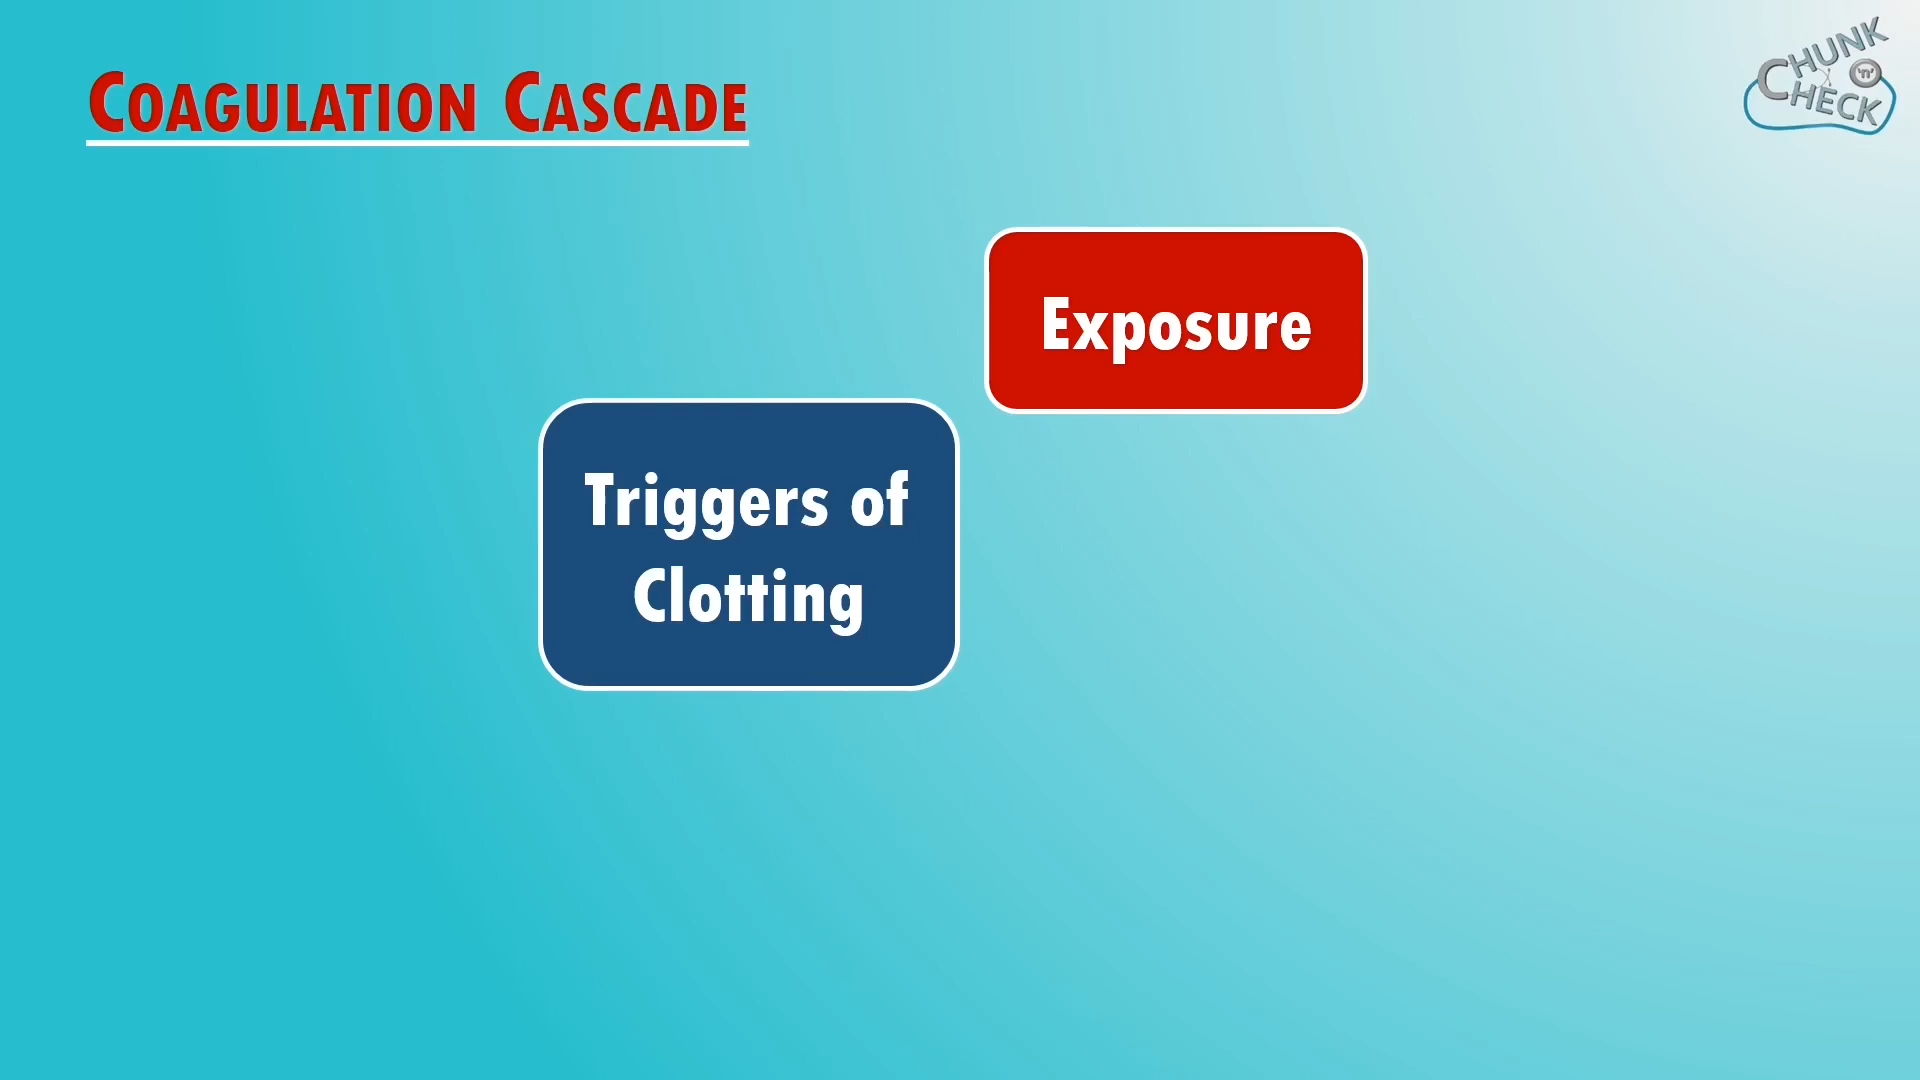 COAGULATION CASCADE
CHUNK
'n'
CHECK
Exposure
Triggers of
Clotting